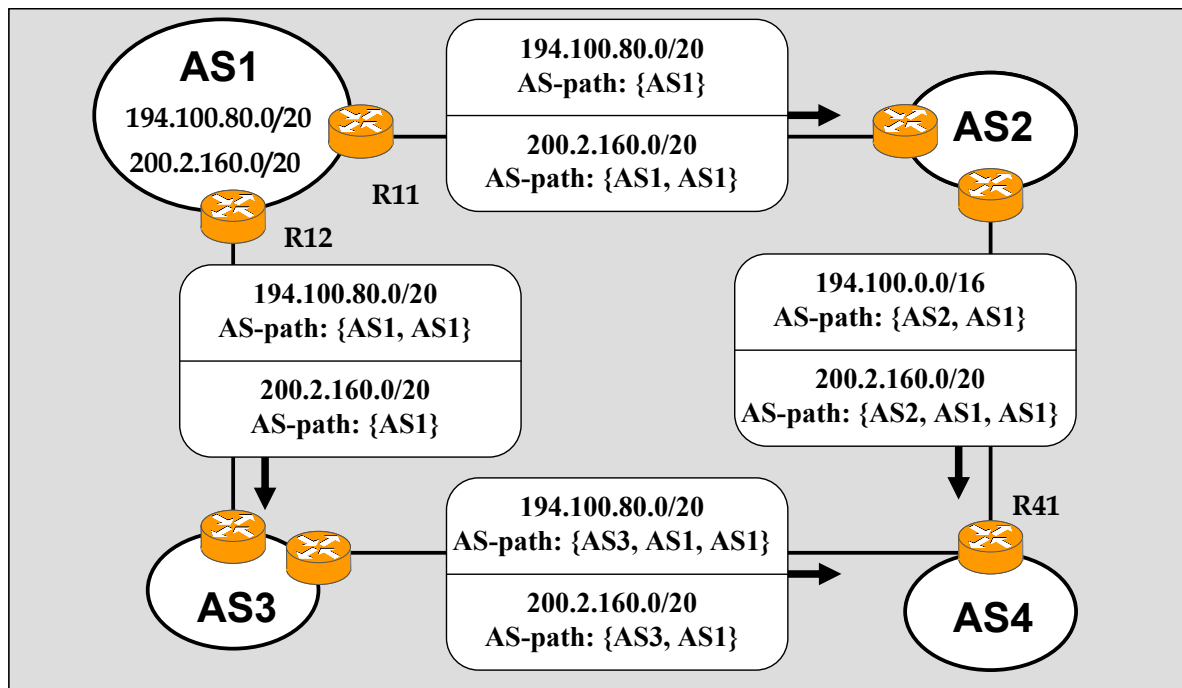 AS1
194.100.80.0/20
200.2.160.0/20
R11
R12
194.100.80.0/20
AS-path: {AS1}
200.2.160.0/20
AS-path: {AS1, AS1}
AS2
194.100.80.0/20
AS-path: {AS1, AS1}
200.2.160.0/20
AS-path: {AS1}
194.100.0.0/16
AS-path: {AS2, AS1}
200.2.160.0/20
AS-path: {AS2, AS1, AS1}
AS3
194.100.80.0/20
AS-path: {AS3, AS1, AS1}
200.2.160.0/20
AS-path: {AS3, AS1}
R41
AS4